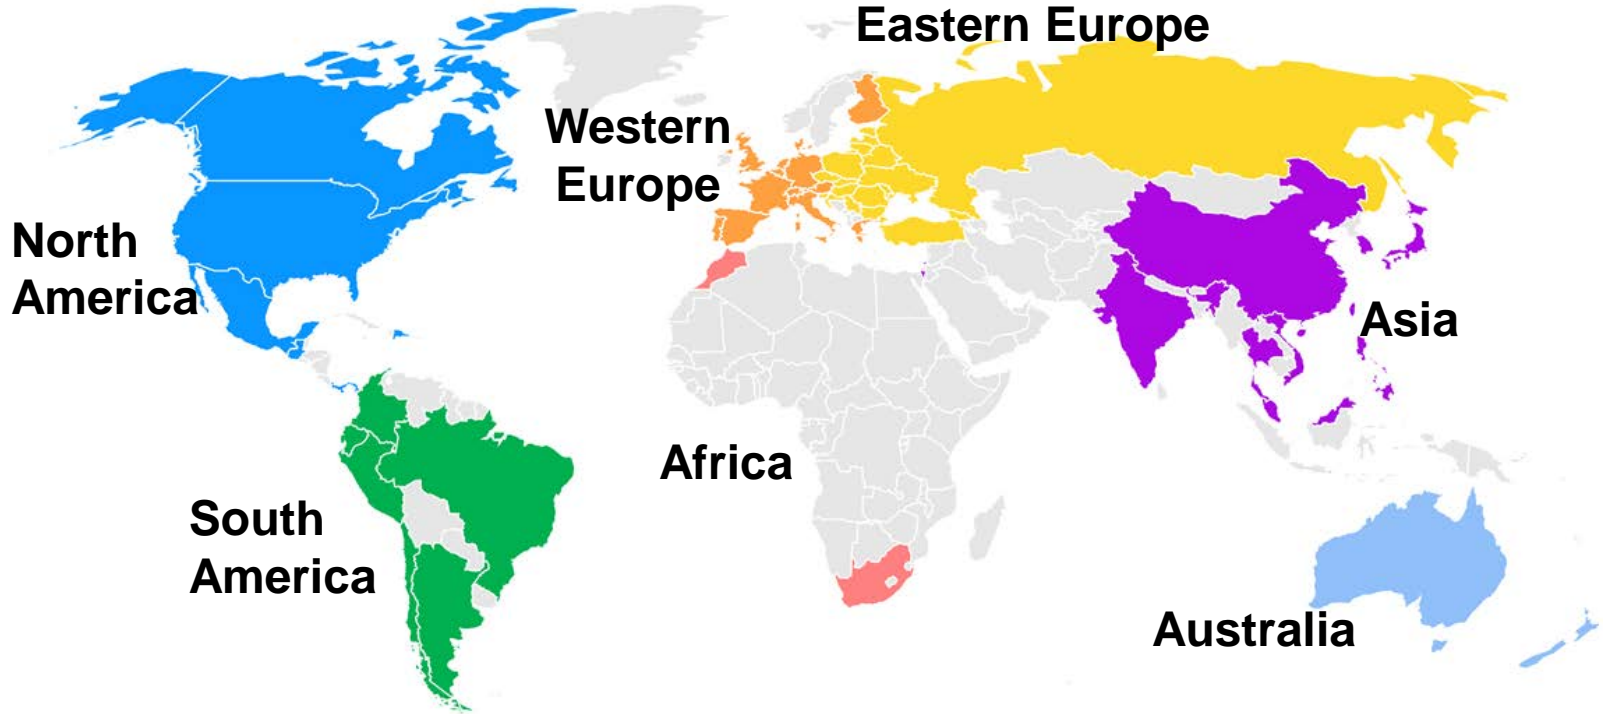 Eastern Europe
Western
Europe
North
America
Asia
Africa
South
America
Australia